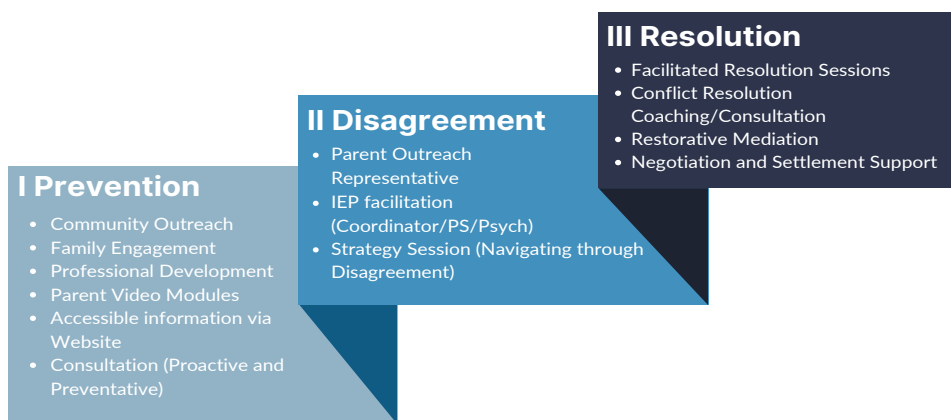 I Prevention
• Community Outreach
• Family Engagement
• Professional Development
• Parent Video Modules
• Accessible information via
Website
• Consultation (Proactive and
Preventative)
II Disagreement
• Parent Outreach
Representative
• IEP facilitation
(Coordinator/PS/Psych)
• Strategy Session (Navigating through
Disagreement)
III Resolution
• Facilitated Resolution Sessions
• Conflict Resolution
Coaching/Consultation
• Restorative Mediation
• Negotiation and Settlement Support